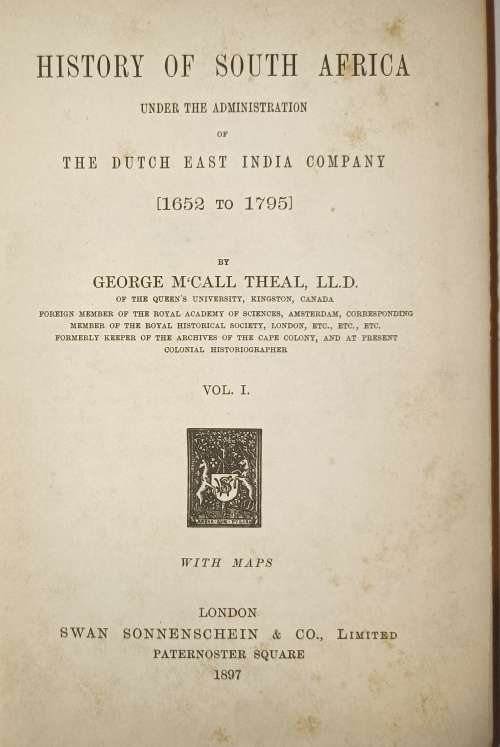 HISTORY OF SOUTH AFRICA
UNDER THE ADMINISTRATION
OF
THE DUTCH EAST INDIA COMPANY
[1652 TO 1795]
BY
GEORGE M‘CALL THEAL, LL.D.
OF THE QUEEN'S UNIVERSITY, KINGSTON, CANADA
FOREIGN MEMBER OF THE ROYAL ACADEMY OF SCIENCES, AMSTERDAM, CORRESPONDING
MEMBER OF THE ROYAL HISTORICAL SOCIETY, LONDON, ETC., ETC., ETC.
FORMERLY KEEPER OF THE ARCHIVES OF THE CAPE COLONY, AND AT PRESENT
COLONIAL HISTORIOGRAPHER
VOL. I.
WITH MAPS
LONDON
SWAN SONNENSCHEIN & CO., LIMITED
PATERNOSTER SQUARE
1897